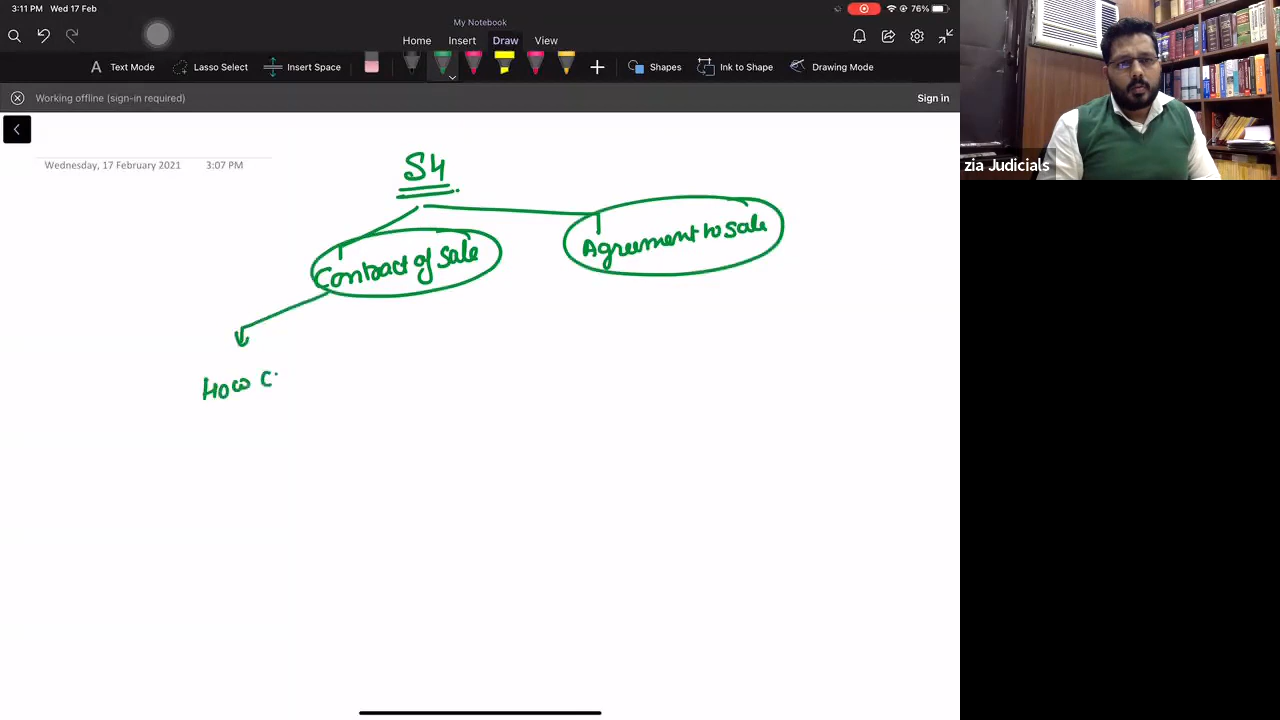 3:11 PM Wed 17 Feb
76%
My Notebook
Home Insert Draw View
Text Mode Lasso Select Insert Space Shapes Ink to Shape Drawing Mode
Working offline (sign-in required) Sign in
Wednesday, 17 February 2021 3:07 PM
S4
Contract of Sale
Agreement to Sale
How C
zia Judicials